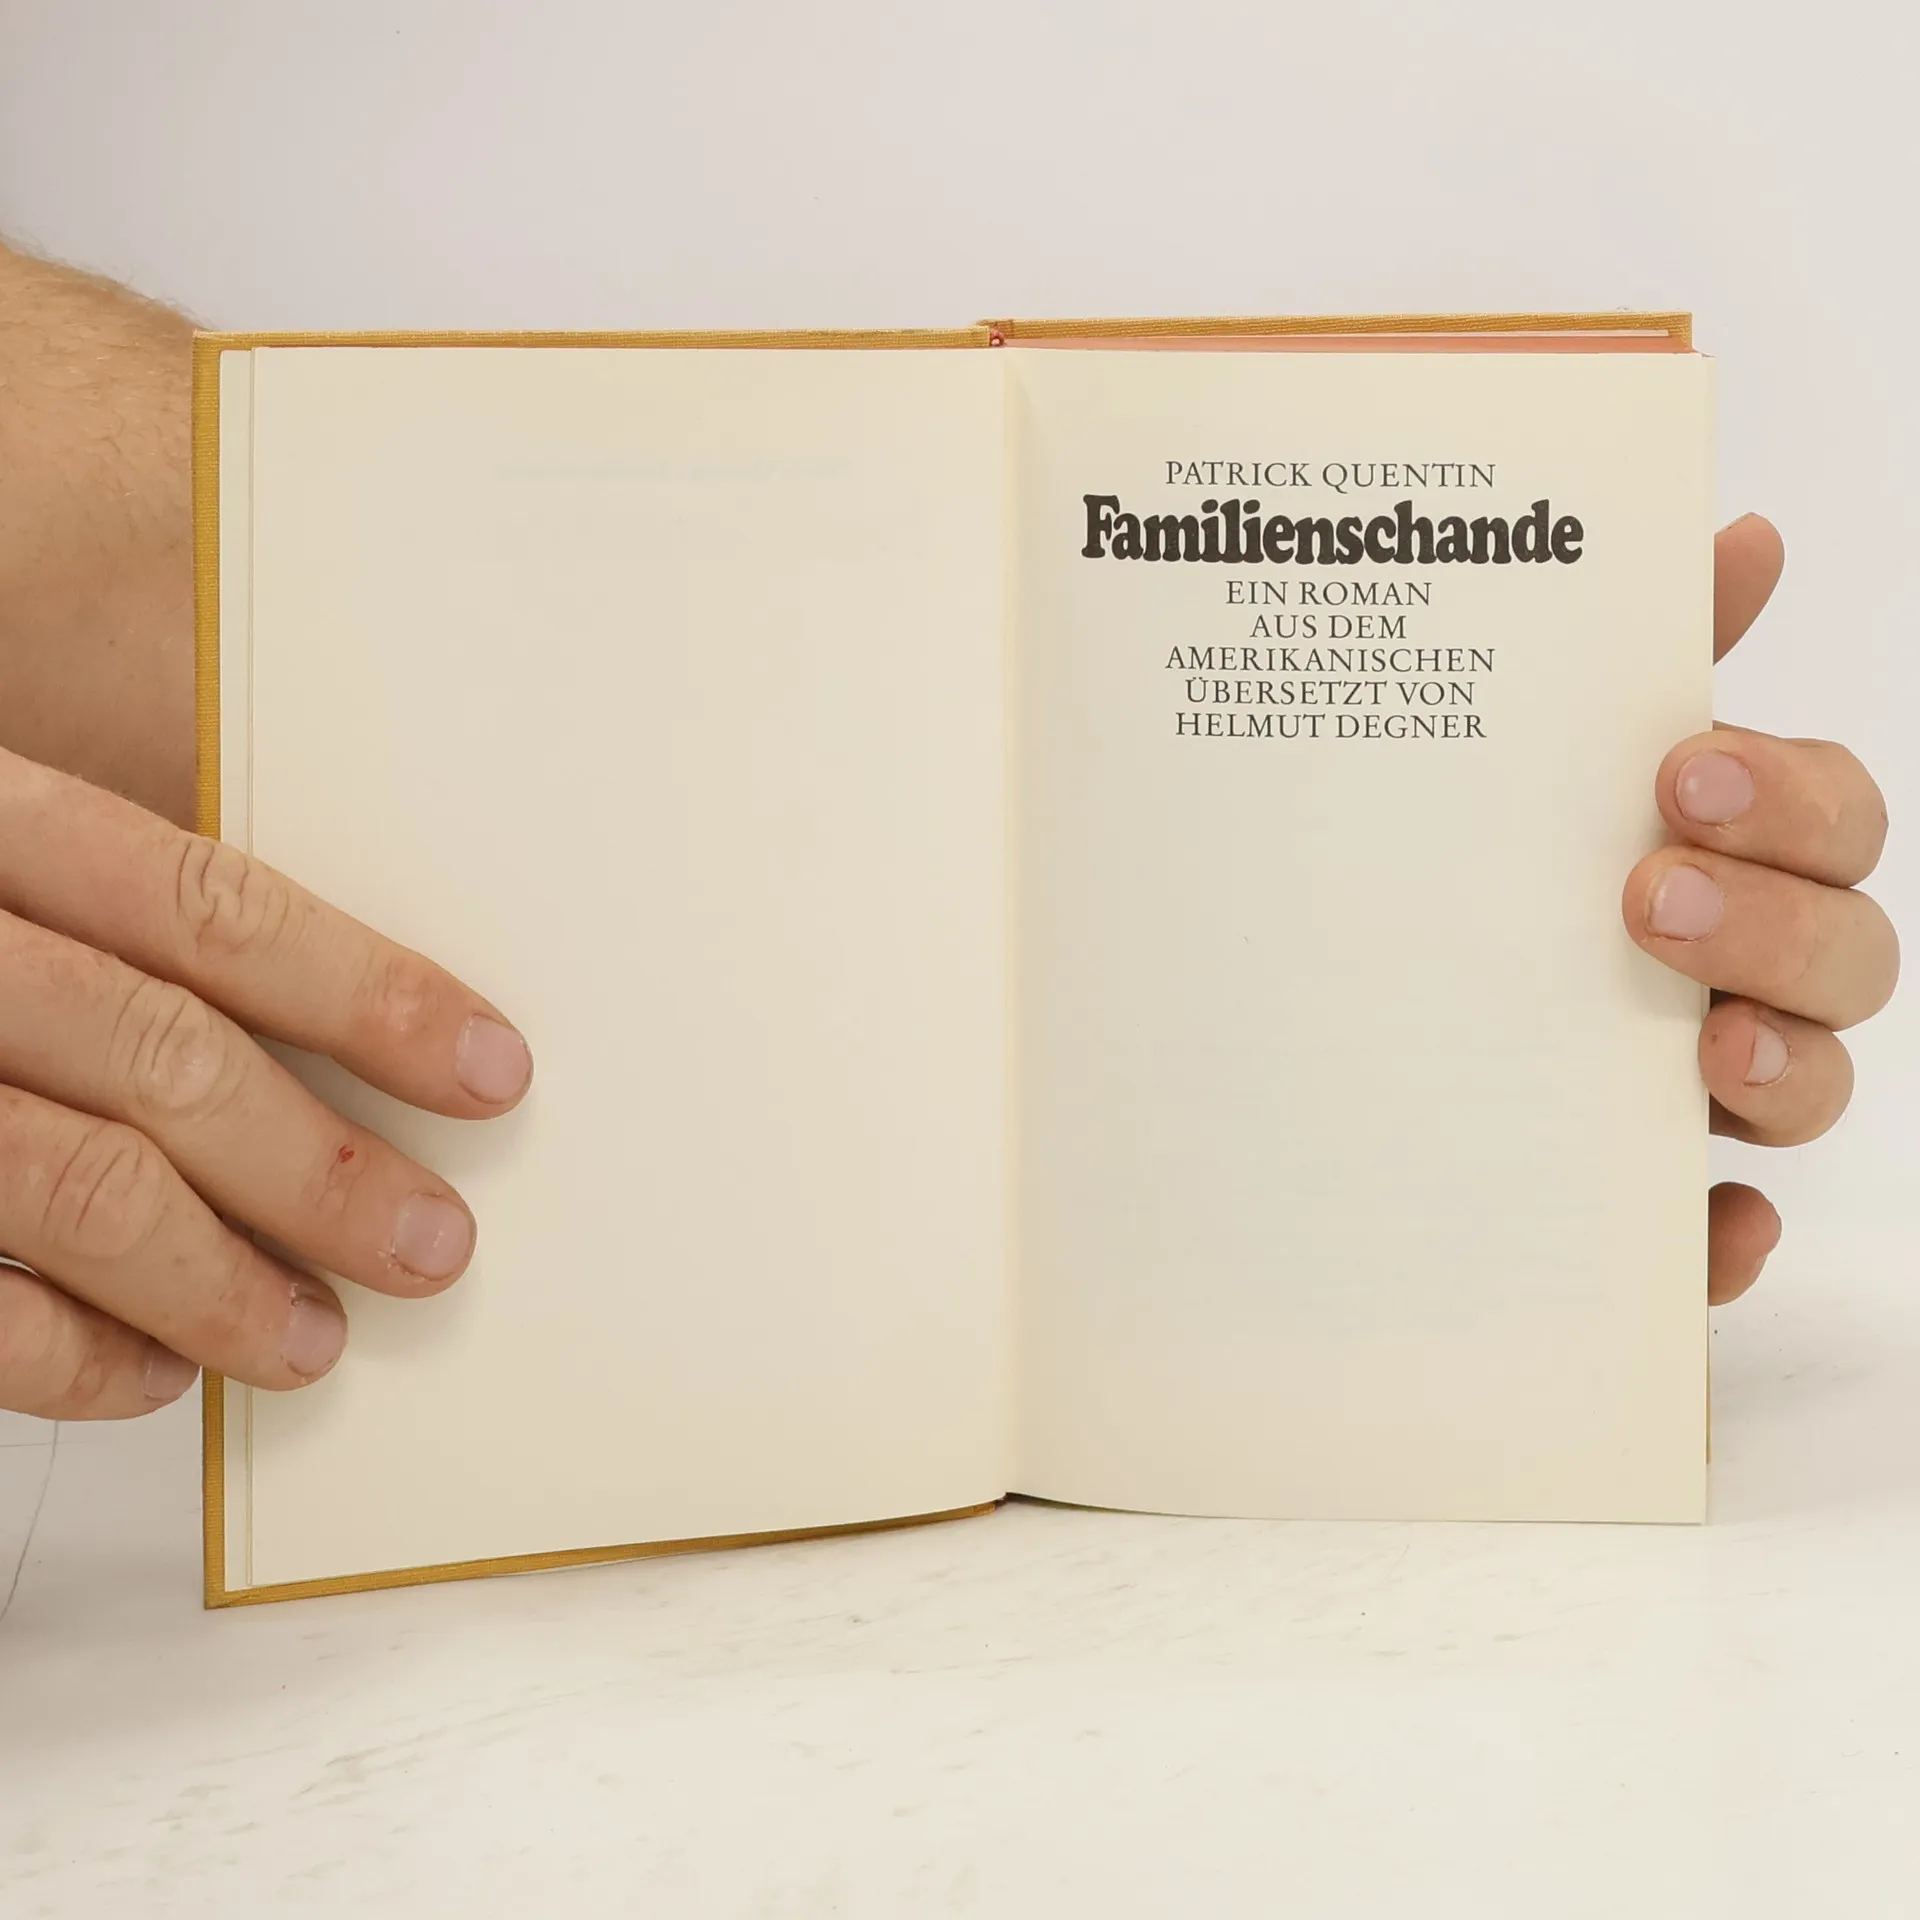 PATRICK QUENTIN
Familienschande
EIN ROMAN
AUS DEM
AMERIKANISCHEN
ÜBERSETZT VON
HELMUT DEGNER